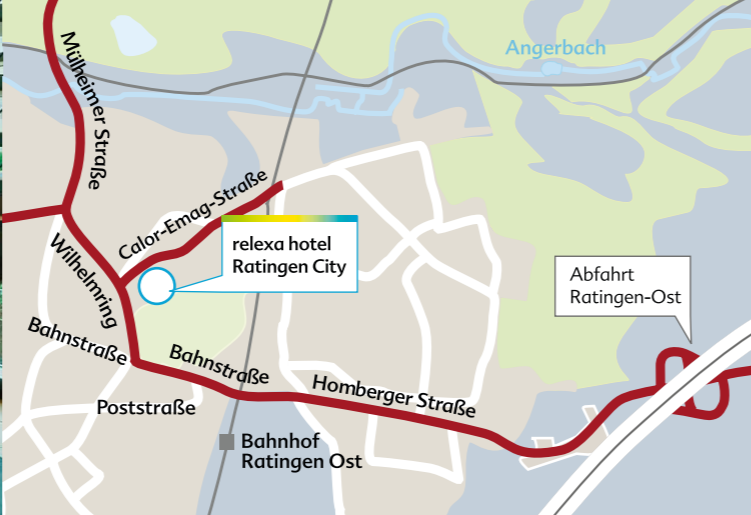 Angerbach
Mülheimer Straße
Calor-Emag-Straße
relexa hotel
Ratingen City
Wilhelmring
Abfahrt
Ratingen-Ost
Bahnstraße
Bahnstraße
Homberger Straße
Poststraße
Bahnhof
Ratingen Ost